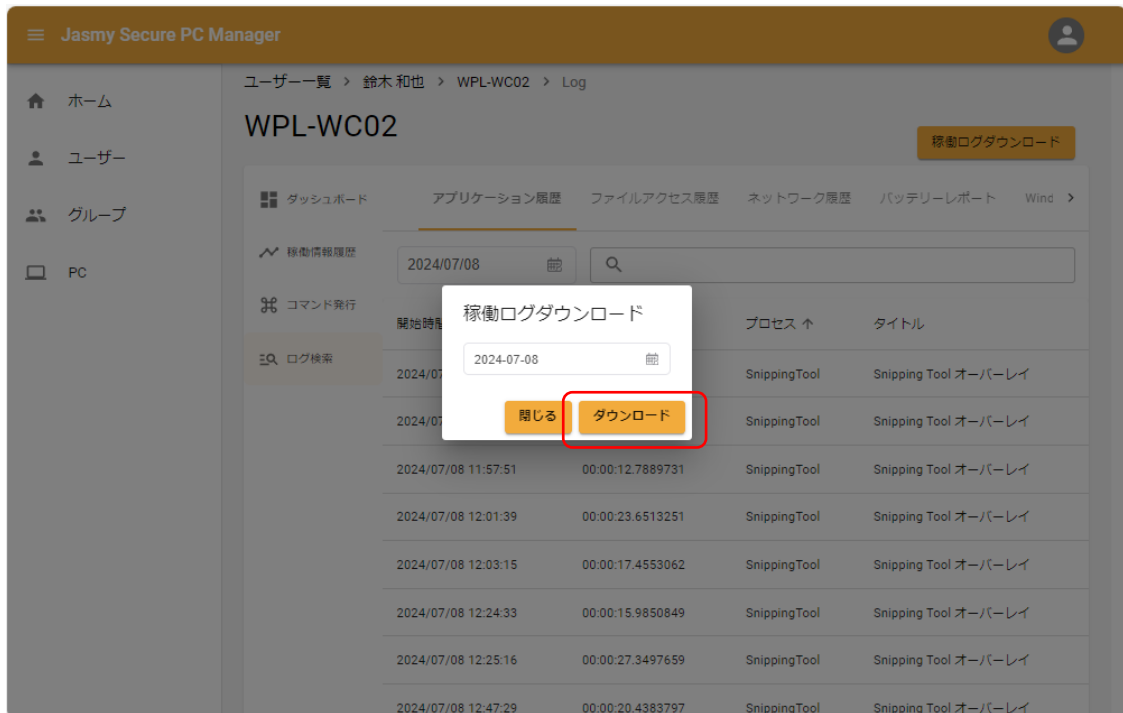 Jasmy Secure PC Manager
ホーム
ユーザー
グループ
PC
ユーザー一覧 > 鈴木 和也 > WPL-WC02 > Log
WPL-WC02
稼働ログダウンロード
ダッシュボード
稼働情報履歴
コマンド発行
ログ検索
アプリケーション履歴 ファイルアクセス履歴 ネットワーク履歴 バッテリーレポート Wind
2024/07/08
稼働ログダウンロード
2024-07-08
閉じる ダウンロード
開始時 プロセス ↑ タイトル
2024/07 SnippingTool Snipping Tool オーバーレイ
2024/07 SnippingTool Snipping Tool オーバーレイ
2024/07/08 11:57:51 00:00:12.7889731 SnippingTool Snipping Tool オーバーレイ
2024/07/08 12:01:39 00:00:23.6513251 SnippingTool Snipping Tool オーバーレイ
2024/07/08 12:03:15 00:00:17.4553062 SnippingTool Snipping Tool オーバーレイ
2024/07/08 12:24:33 00:00:15.9850849 SnippingTool Snipping Tool オーバーレイ
2024/07/08 12:25:16 00:00:27.3497659 SnippingTool Snipping Tool オーバーレイ
2024/07/08 12:47:29 00:00:20.4383797 SnippingTool Snipping Tool オーバーレイ